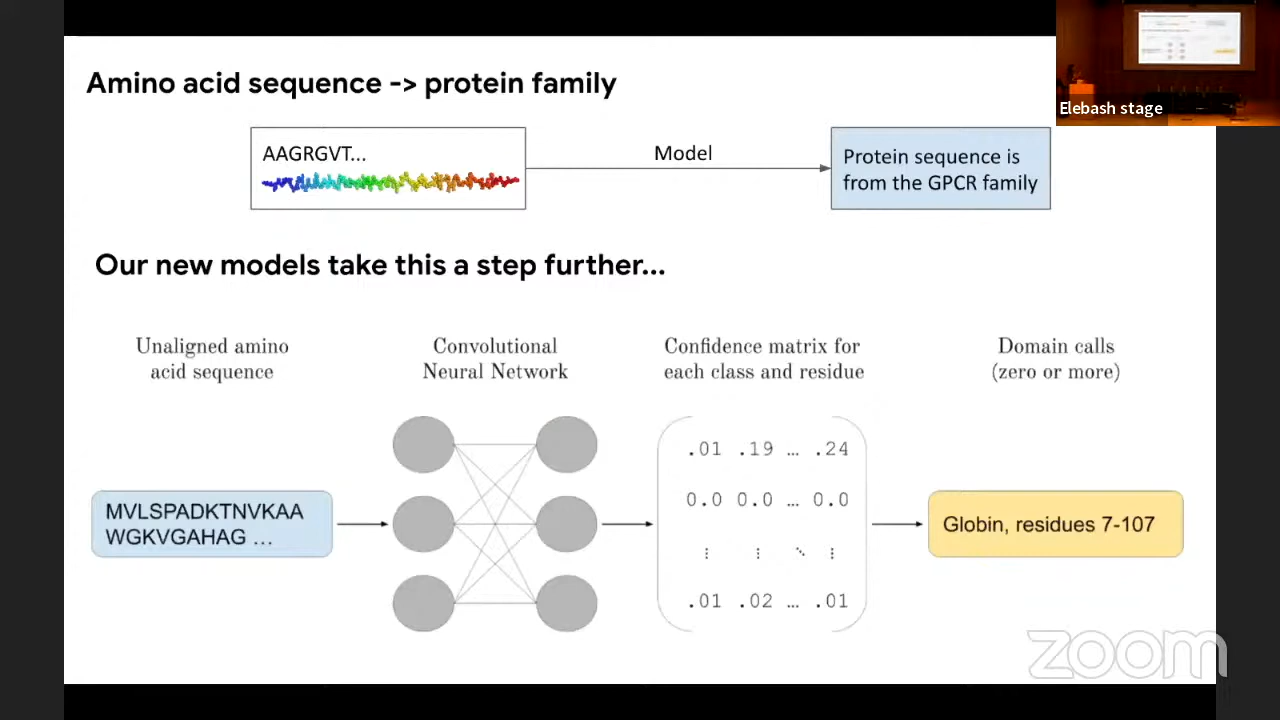 Amino acid sequence -> protein family
Elebash stage
AAGRGVT...
Model
Protein sequence is
from the GPCR family
Our new models take this a step further...
Unaligned amino
acid sequence
Convolutional
Neural Network
Confidence matrix for
each class and residue
Domain calls
(zero or more)
MVLSPADKTNVKAA
WGKVGAHAG ...
.01 .19 … .24
0.0 0.0 … 0.0
⋮ ⋮ ⋱ ⋮
.01 .02 … .01
Globin, residues 7-107
zoom